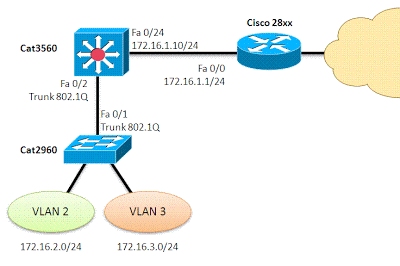 Cisco 28xx
Fa 0/24
172.16.1.10/24
Cat3560
Fa 0/0
172.16.1.1/24
Fa 0/2
Trunk 802.1Q
Fa 0/1
Trunk 802.1Q
Cat2960
VLAN 2
VLAN 3
172.16.2.0/24
172.16.3.0/24